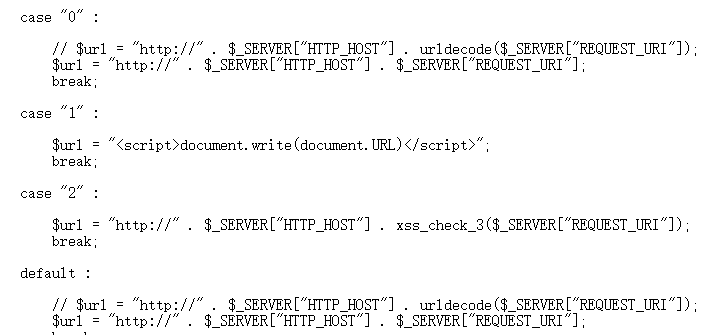 case "0" :
// $url = "http://" . $_SERVER["HTTP_HOST"] . urldecode($_SERVER["REQUEST_URI"]);
$url = "http://" . $_SERVER["HTTP_HOST"] . $_SERVER["REQUEST_URI"];
break;
case "1" :
$url = "<script>document.write(document.URL)</script>";
break;
case "2" :
$url = "http://" . $_SERVER["HTTP_HOST"] . xss_check_3($_SERVER["REQUEST_URI"]);
break;
default :
// $url = "http://" . $_SERVER["HTTP_HOST"] . urldecode($_SERVER["REQUEST_URI"]);
$url = "http://" . $_SERVER["HTTP_HOST"] . $_SERVER["REQUEST_URI"];